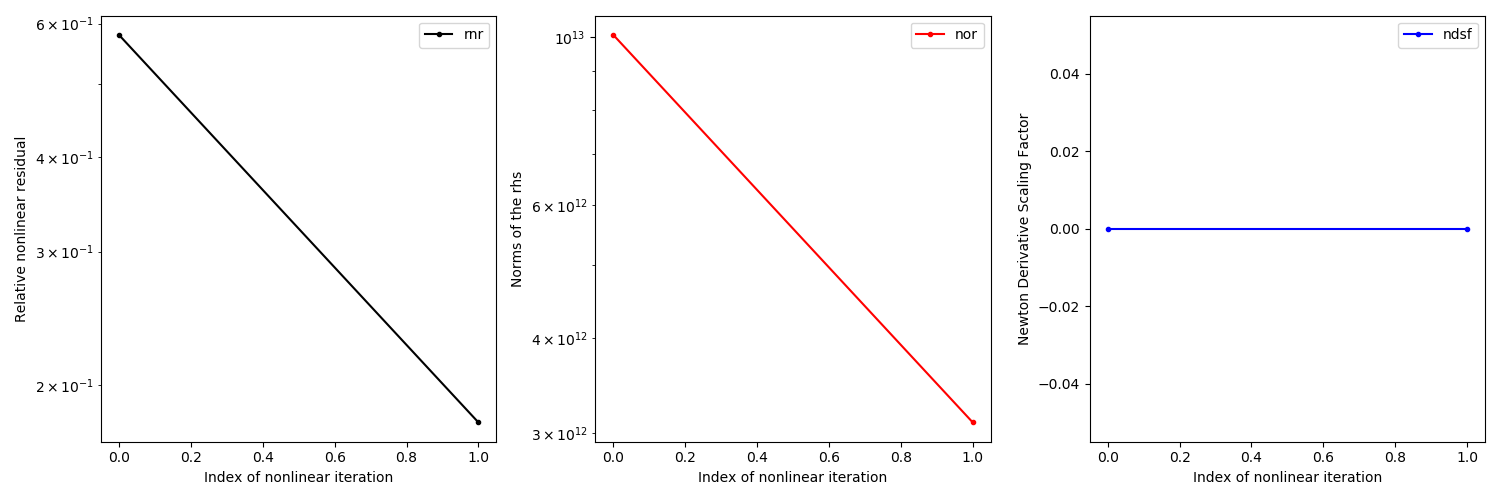 6 × 10⁻¹
4 × 10⁻¹
3 × 10⁻¹
2 × 10⁻¹
Relative nonlinear residual
rnr
0.0 0.2 0.4 0.6 0.8 1.0
Index of nonlinear iteration
10¹³
6 × 10¹²
4 × 10¹²
3 × 10¹²
Norms of the rhs
nor
0.0 0.2 0.4 0.6 0.8 1.0
Index of nonlinear iteration
0.04
0.02
0.00
−0.02
−0.04
Newton Derivative Scaling Factor
ndsf
0.0 0.2 0.4 0.6 0.8 1.0
Index of nonlinear iteration